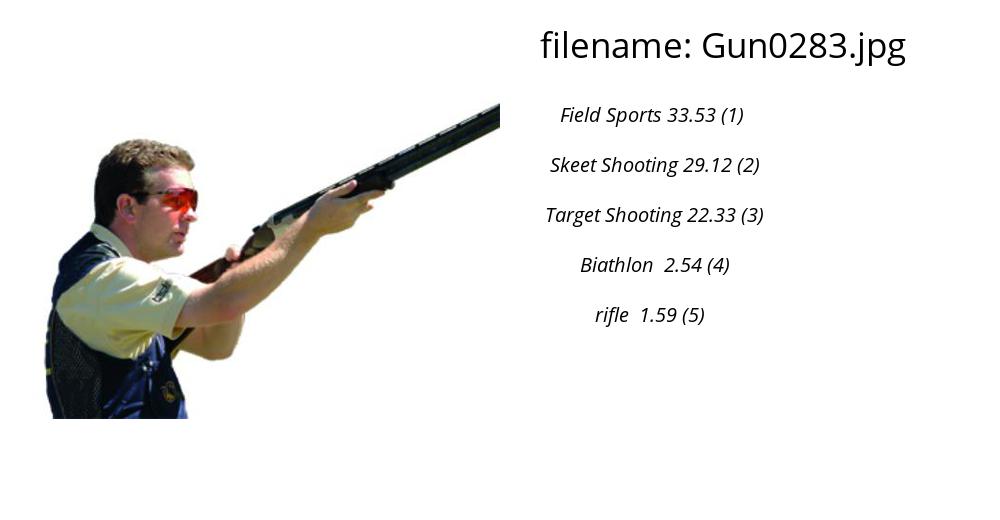 filename: Gun0283.jpg
Field Sports 33.53 (1)
Skeet Shooting 29.12 (2)
Target Shooting 22.33 (3)
Biathlon  2.54 (4)
rifle  1.59 (5)